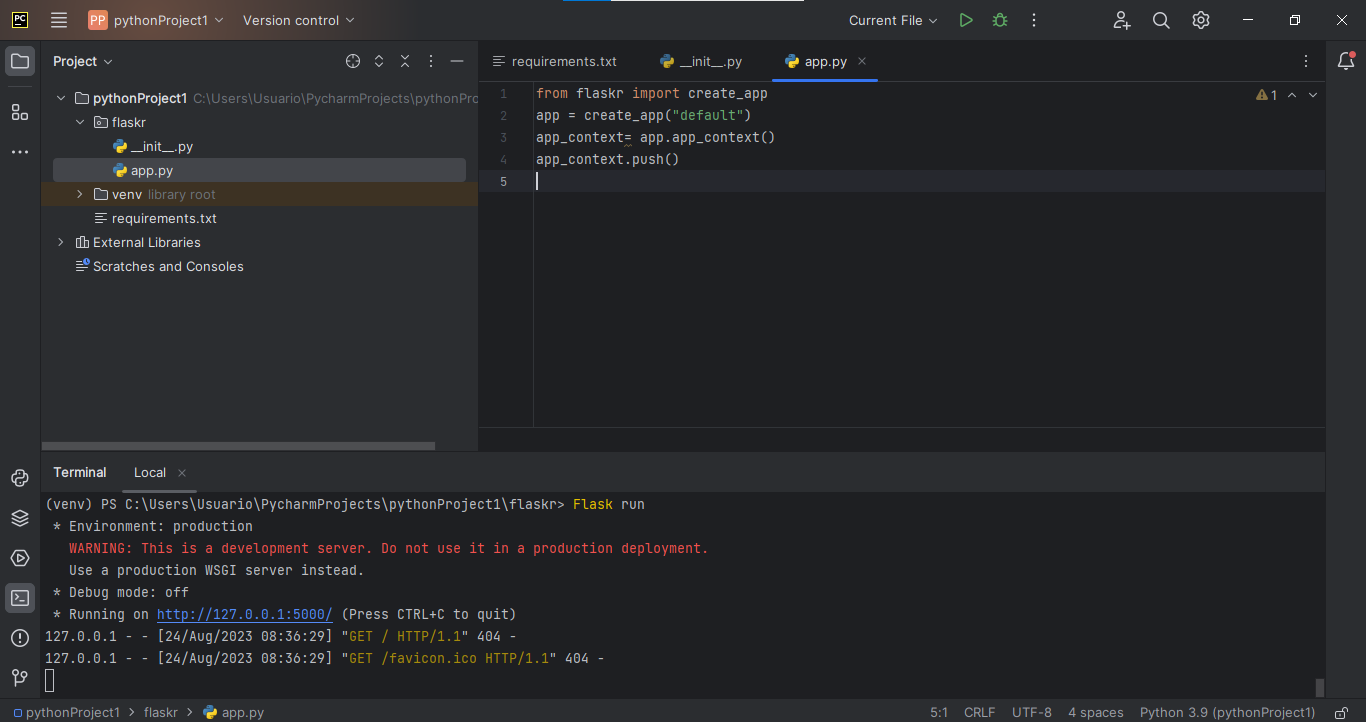 PC
PP pythonProject1 Version control Current File
Project
requirements.txt __init__.py app.py
pythonProject1 C:\Users\Usuario\PycharmProjects\pythonPro
flaskr
__init__.py
app.py
venv library root
requirements.txt
External Libraries
Scratches and Consoles
1 from flaskr import create_app
2 app = create_app("default")
3 app_context= app.app_context()
4 app_context.push()
5
1
Terminal Local
(venv) PS C:\Users\Usuario\PycharmProjects\pythonProject1\flaskr> Flask run
* Environment: production
WARNING: This is a development server. Do not use it in a production deployment.
Use a production WSGI server instead.
* Debug mode: off
* Running on http://127.0.0.1:5000/ (Press CTRL+C to quit)
127.0.0.1 - - [24/Aug/2023 08:36:29] "GET / HTTP/1.1" 404 -
127.0.0.1 - - [24/Aug/2023 08:36:29] "GET /favicon.ico HTTP/1.1" 404 -
pythonProject1 > flaskr > app.py 5:1 CRLF UTF-8 4 spaces Python 3.9 (pythonProject1)